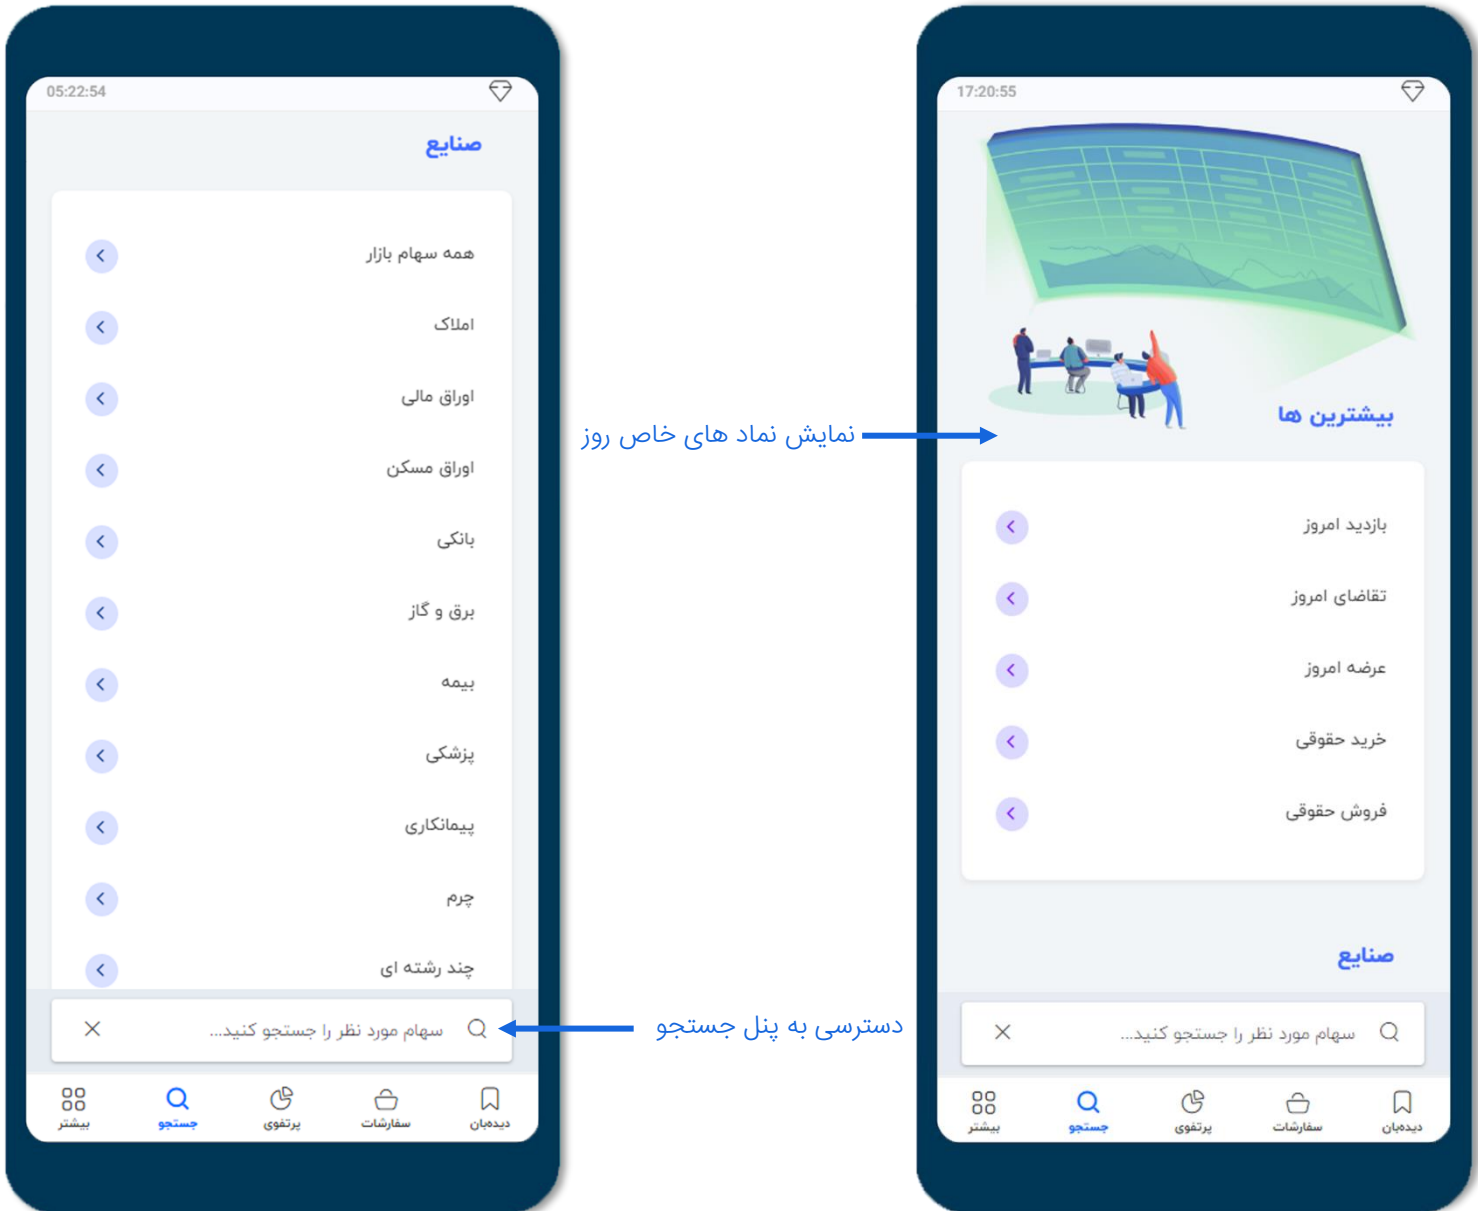 17:20:55
بیشترین ها
بازدید امروز
تقاضای امروز
عرضه امروز
خرید حقوقی
فروش حقوقی
صنایع
سهام مورد نظر را جستجو کنید...
دیده‌بان
سفارشات
پرتفوی
جستجو
بیشتر
نمایش نماد های خاص روز
دسترسی به پنل جستجو
05:22:54
صنایع
همه سهام بازار
املاک
اوراق مالی
اوراق مسکن
بانکی
برق و گاز
بیمه
پزشکی
پیمانکاری
چرم
چند رشته ای
سهام مورد نظر را جستجو کنید...
دیده‌بان
سفارشات
پرتفوی
جستجو
بیشتر